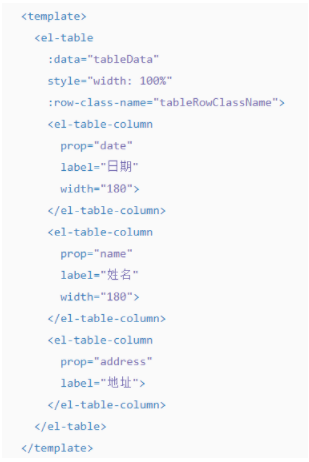 <template>
  <el-table
    :data="tableData"
    style="width: 100%"
    :row-class-name="tableRowClassName">
    <el-table-column
      prop="date"
      label="日期"
      width="180">
    </el-table-column>
    <el-table-column
      prop="name"
      label="姓名"
      width="180">
    </el-table-column>
    <el-table-column
      prop="address"
      label="地址">
    </el-table-column>
  </el-table>
</template>